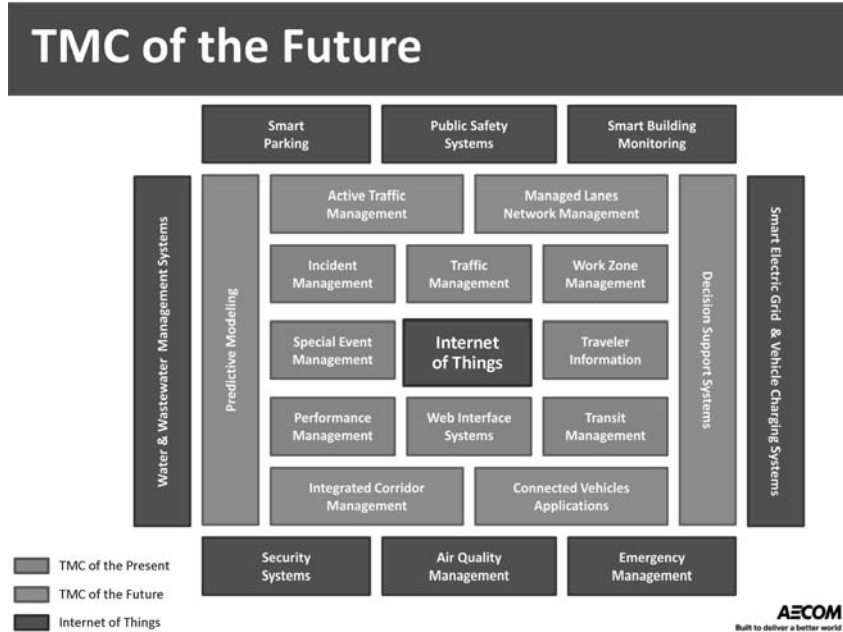 TMC of the Future
Smart
Parking
Public Safety
Systems
Smart Building
Monitoring
Water & Wastewater Management Systems
Predictive Modeling
Active Traffic
Management
Managed Lanes
Network Management
Incident
Management
Traffic
Management
Work Zone
Management
Special Event
Management
Internet
of Things
Traveler
Information
Performance
Management
Web Interface
Systems
Transit
Management
Integrated Corridor
Management
Connected Vehicles
Applications
Decision Support Systems
Smart Electric Grid & Vehicle Charging Systems
Security
Systems
Air Quality
Management
Emergency
Management
TMC of the Present
TMC of the Future
Internet of Things
AECOM
Built to deliver a better world